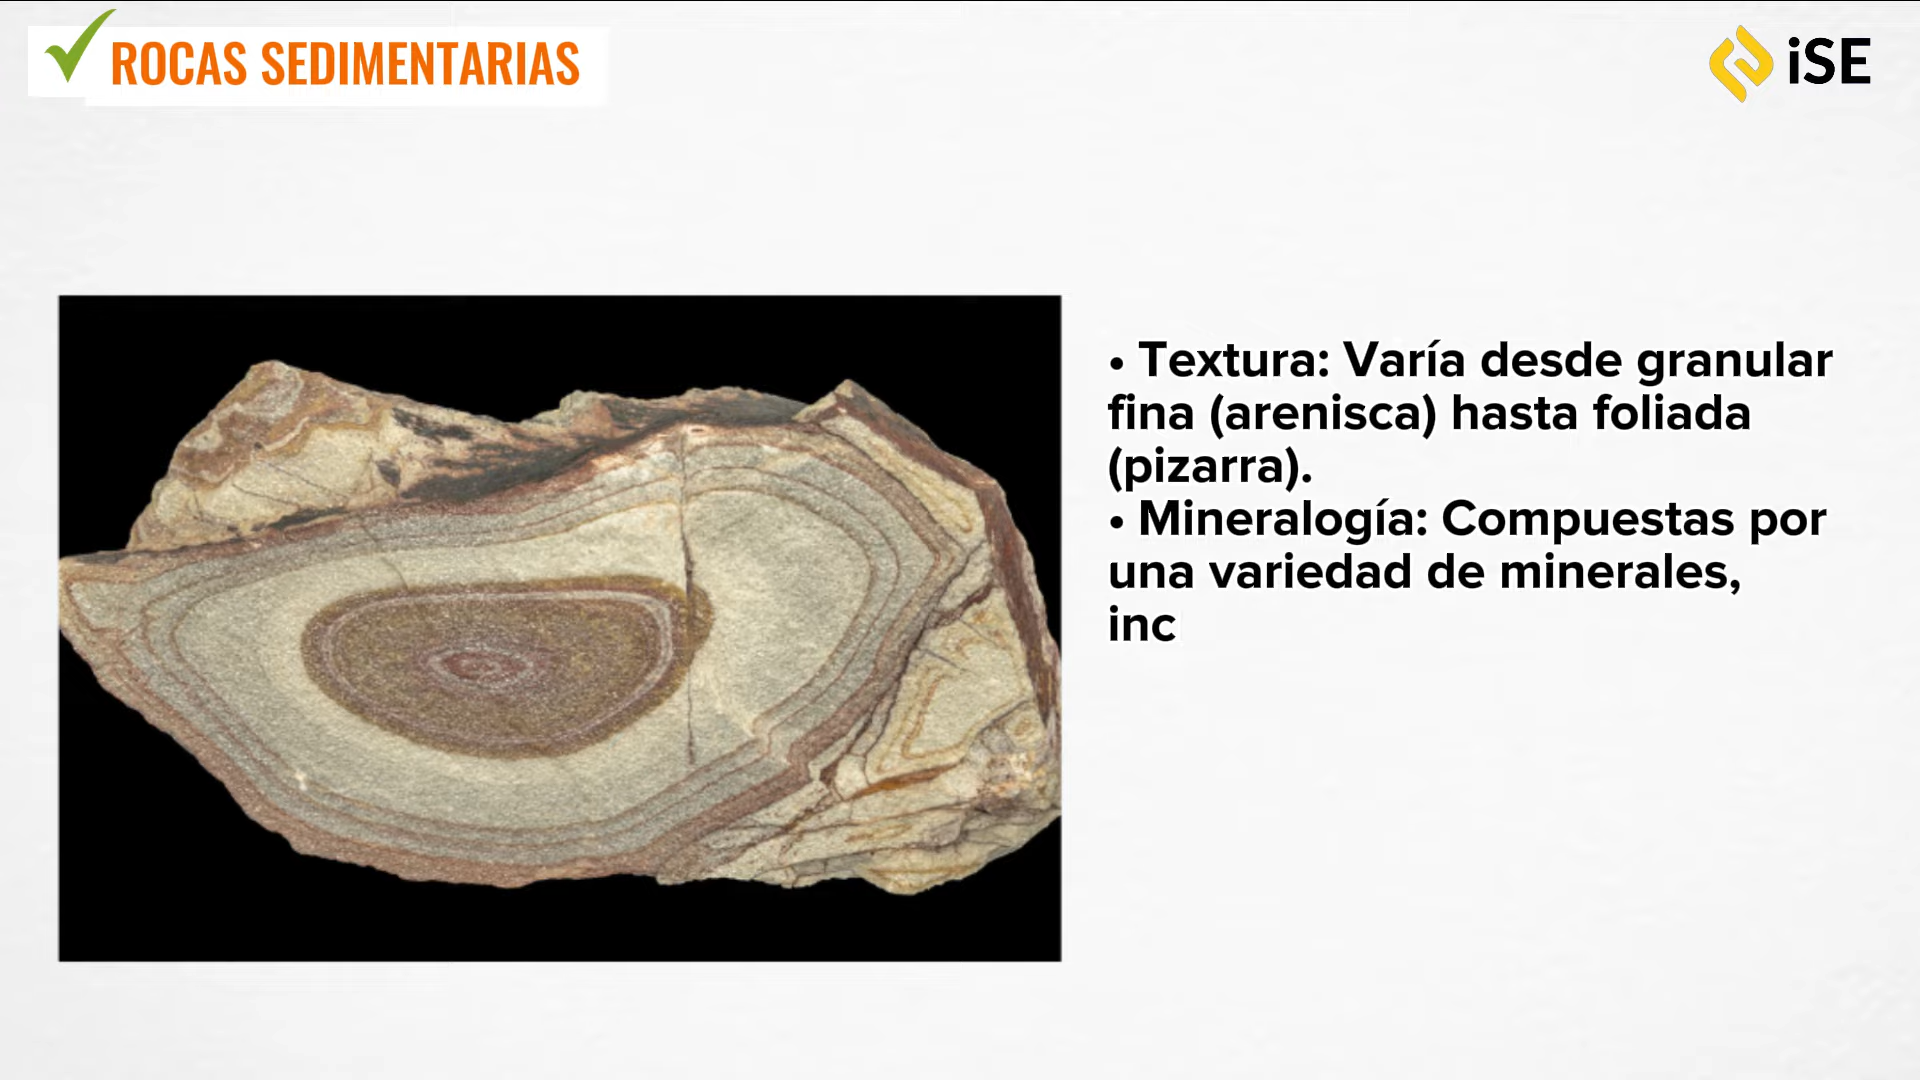 ROCAS SEDIMENTARIAS
iSE
• Textura: Varía desde granular
fina (arenisca) hasta foliada
(pizarra).
• Mineralogía: Compuestas por
una variedad de minerales,
inc